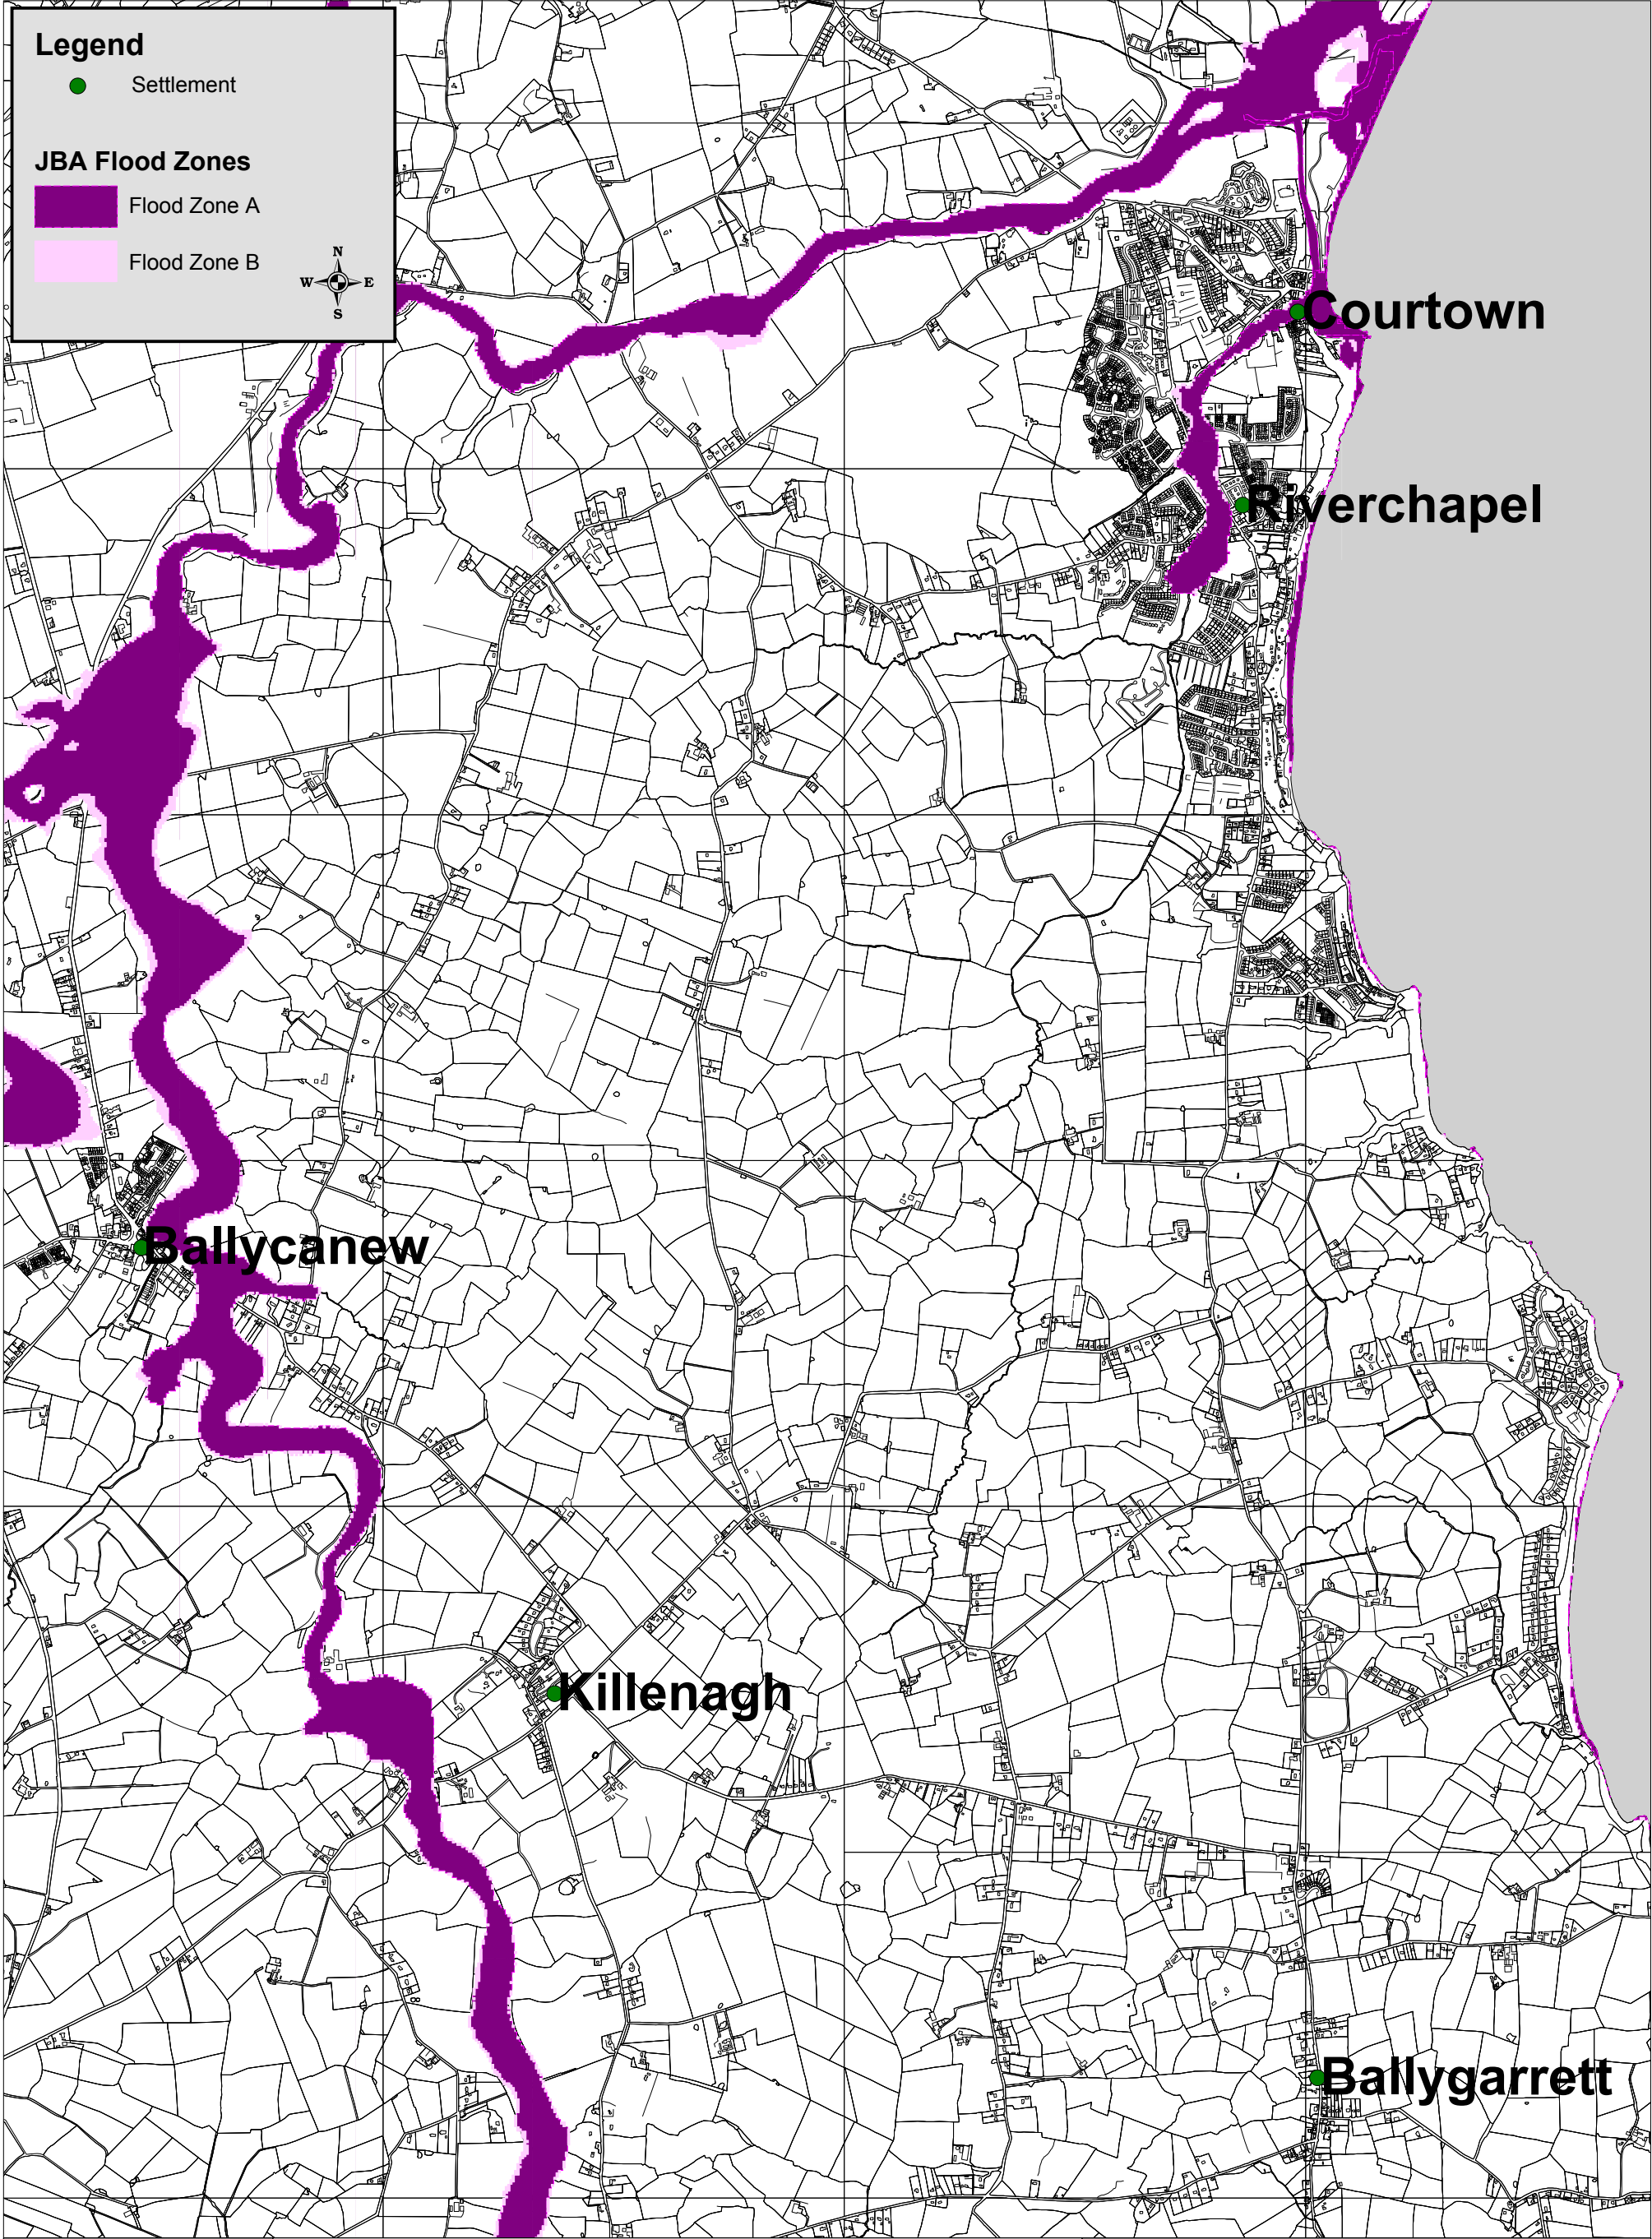 Legend
Settlement
JBA Flood Zones
Flood Zone A
Flood Zone B
N
W E
S
Courtown
Riverchapel
Ballycanew
Killenagh
Ballygarrett